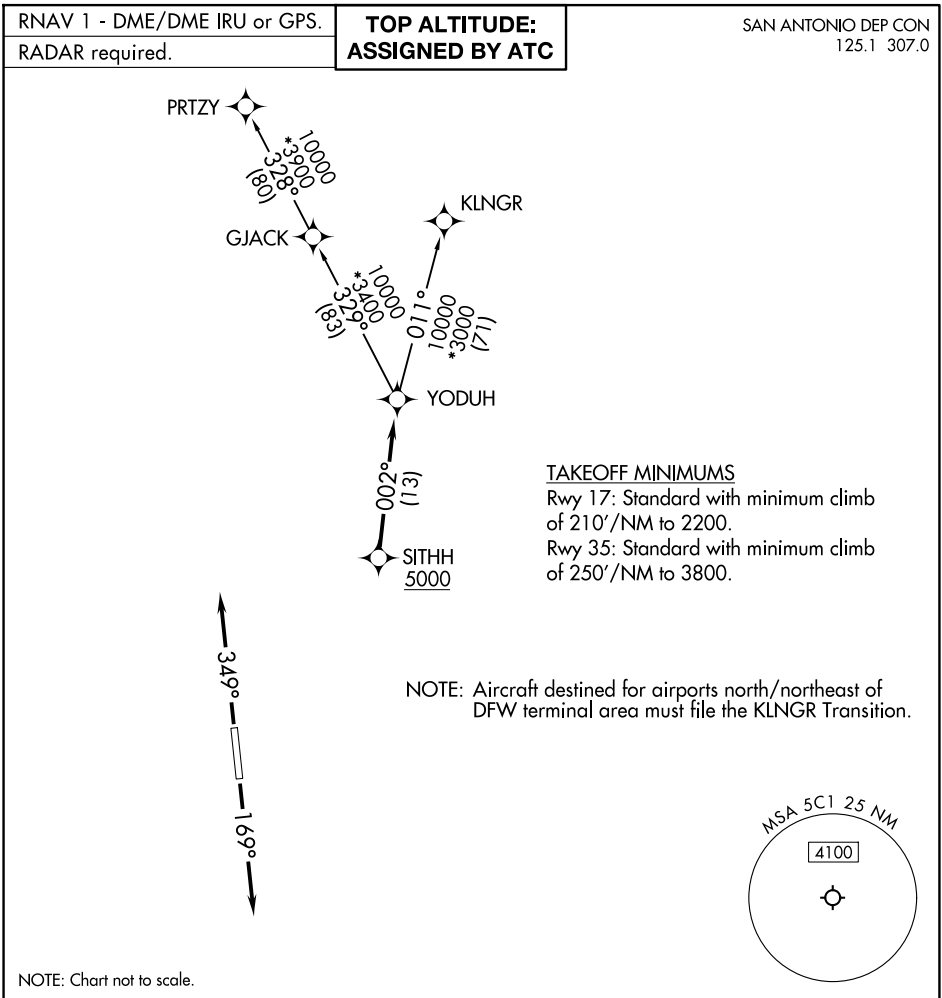 RNAV 1 - DME/DME IRU or GPS.
RADAR required.
TOP ALTITUDE:
ASSIGNED BY ATC
SAN ANTONIO DEP CON
125.1 307.0
PRTZY
10000
*3900
328°
(80)
KLNGR
GJACK
10000
*3400
329°
(83)
011°
10000
*3000
(71)
YODUH
002°
(13)
SITHH
5000
TAKEOFF MINIMUMS
Rwy 17: Standard with minimum climb
of 210'/NM to 2200.
Rwy 35: Standard with minimum climb
of 250'/NM to 3800.
349°
169°
NOTE: Aircraft destined for airports north/northeast of
DFW terminal area must file the KLNGR Transition.
MSA 5C1 25 NM
4100
NOTE: Chart not to scale.